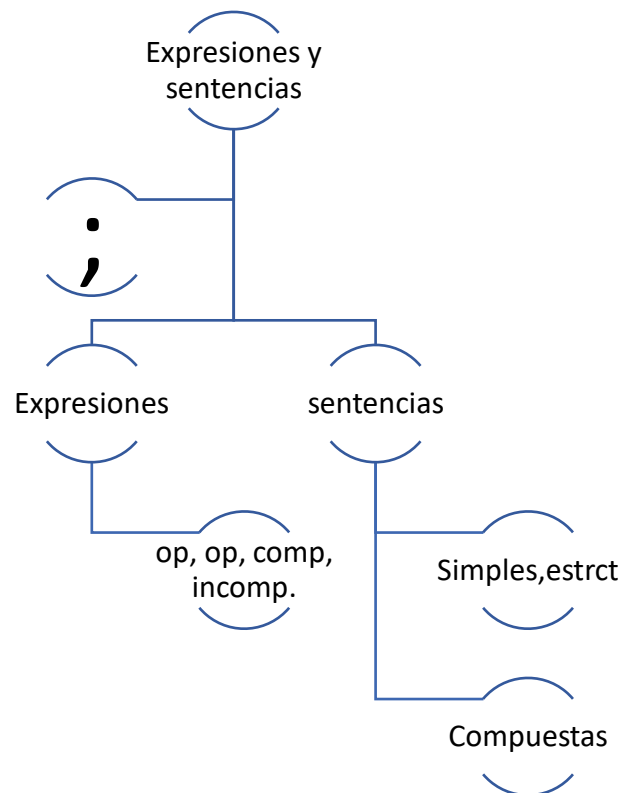 Expresiones y
sentencias
;
Expresiones
sentencias
op, op, comp,
incomp.
Simples,estrct
Compuestas